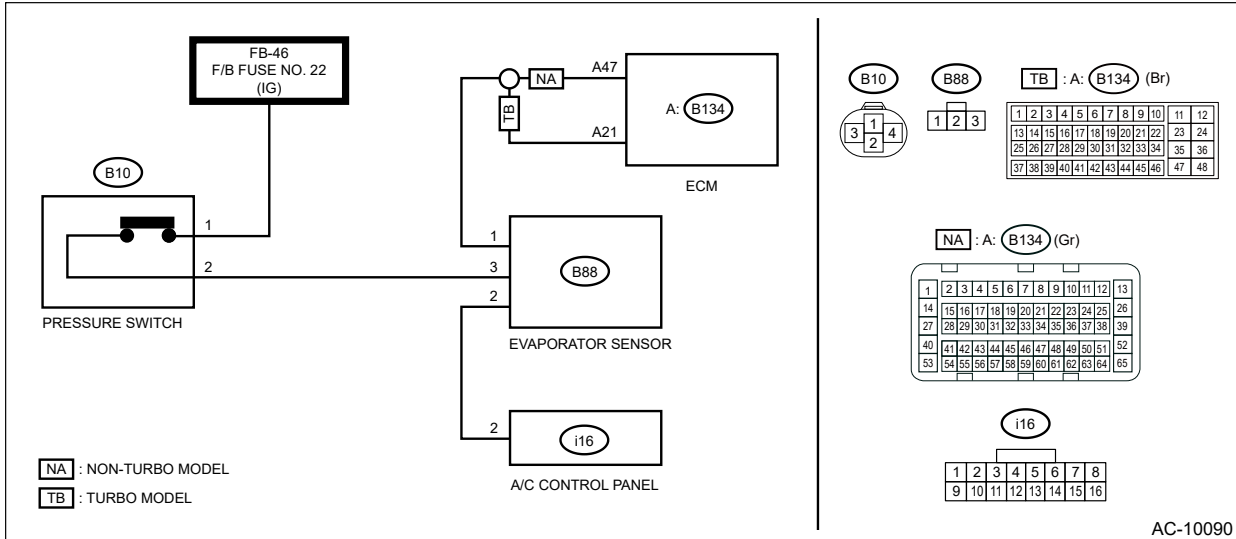 FB-46
F/B FUSE NO. 22
(IG)
B10
1
2
PRESSURE SWITCH
NA
TB
A47
A21
A: B134
ECM
1
3
2
B88
EVAPORATOR SENSOR
2
i16
A/C CONTROL PANEL
NA : NON-TURBO MODEL
TB : TURBO MODEL
B10
3 1 4
2
B88
1 2 3
TB : A: B134 (Br)
1 2 3 4 5 6 7 8 9 10 11 12
13 14 15 16 17 18 19 20 21 22 23 24
25 26 27 28 29 30 31 32 33 34 35 36
37 38 39 40 41 42 43 44 45 46 47 48
NA : A: B134 (Gr)
1 2 3 4 5 6 7 8 9 10 11 12 13
14 15 16 17 18 19 20 21 22 23 24 25 26
27 28 29 30 31 32 33 34 35 36 37 38 39
40 41 42 43 44 45 46 47 48 49 50 51 52
53 54 55 56 57 58 59 60 61 62 63 64 65
i16
1 2 3 4 5 6 7 8
9 10 11 12 13 14 15 16
AC-10090